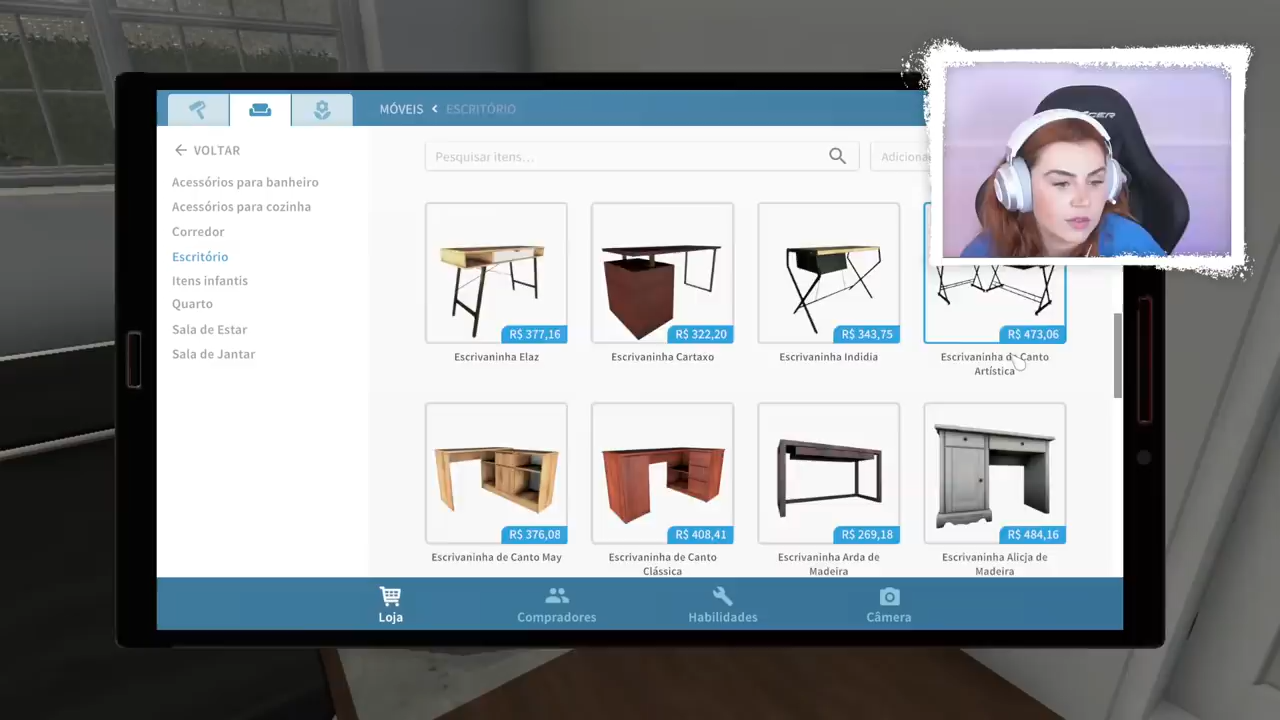 MÓVEIS < ESCRITÓRIO
VOLTAR
Pesquisar itens...
Adiciona
Acessórios para banheiro
Acessórios para cozinha
Corredor
Escritório
Itens infantis
Quarto
Sala de Estar
Sala de Jantar
R$ 377,16
R$ 322,20
R$ 343,75
R$ 473,06
Escrivaninha Elaz
Escrivaninha Cartaxo
Escrivaninha Indidia
Escrivaninha de Canto
Artística
R$ 376,08
R$ 408,41
R$ 269,18
R$ 484,16
Escrivaninha de Canto May
Escrivaninha de Canto
Clássica
Escrivaninha Arda de
Madeira
Escrivaninha Alicja de
Madeira
Loja
Compradores
Habilidades
Câmera